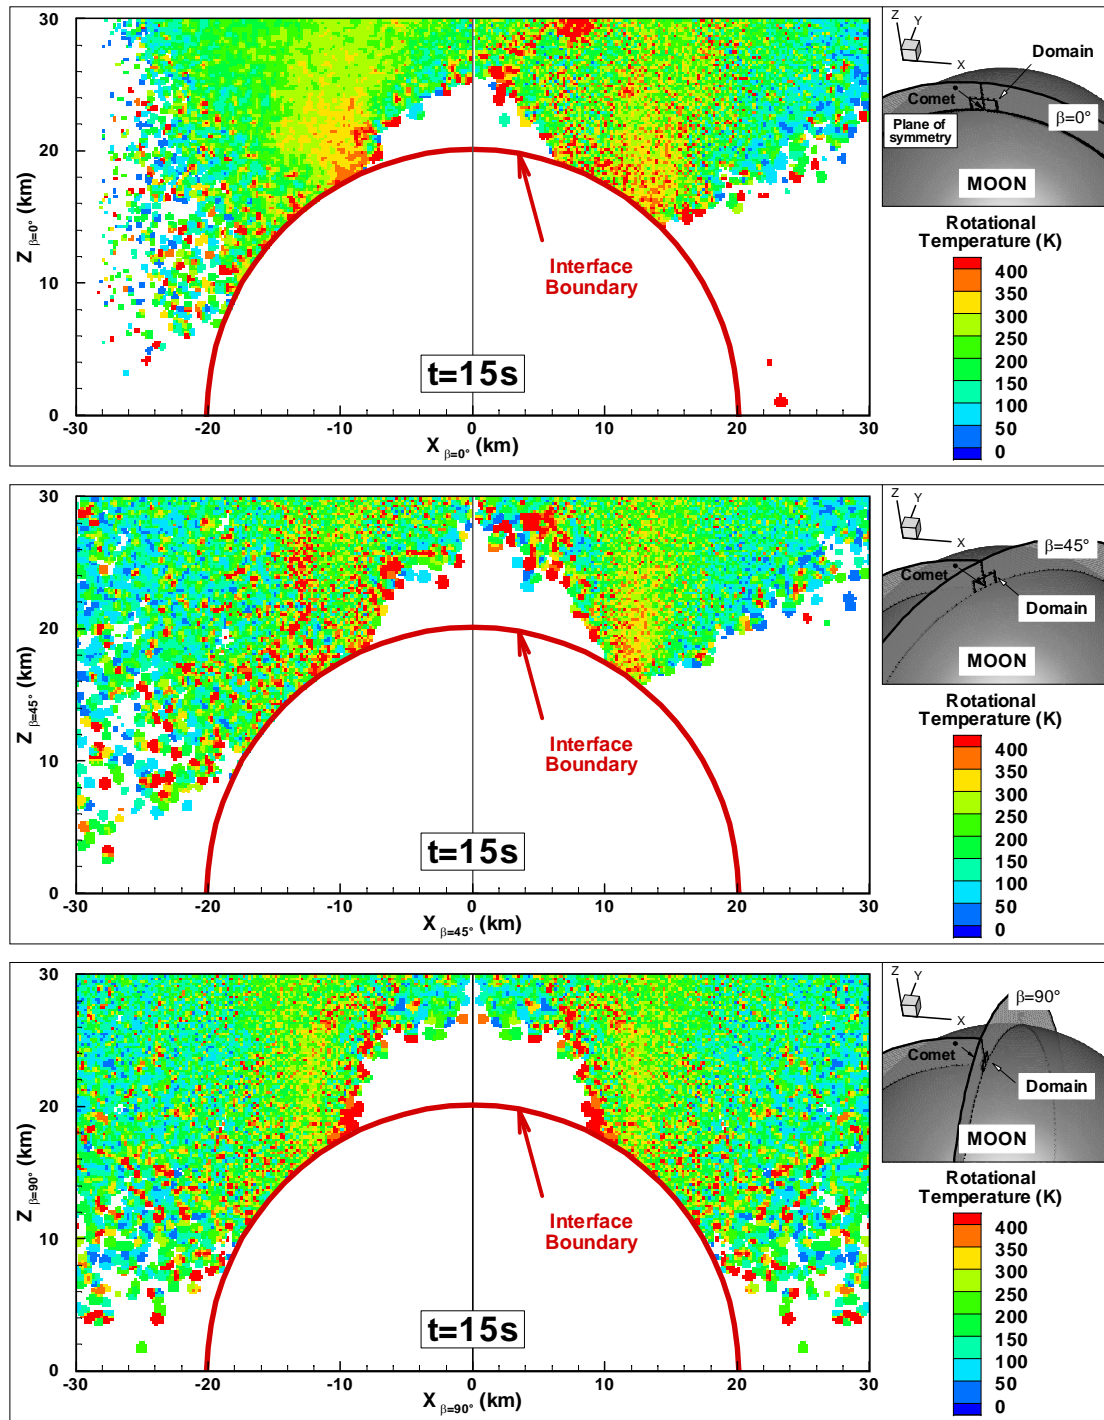 30
20
10
0
-30
-20
-10
0
10
20
30
Z β=0° (km)
X β=0° (km)
Interface
Boundary
t=15s
Z
Y
X
Domain
Comet
β=0°
Plane of
symmetry
MOON
Rotational
Temperature (K)
400
350
300
250
200
150
100
50
0
30
20
10
0
-30
-20
-10
0
10
20
30
Z β=45° (km)
X β=45° (km)
Interface
Boundary
t=15s
Z
Y
X
β=45°
Comet
Domain
MOON
Rotational
Temperature (K)
400
350
300
250
200
150
100
50
0
30
20
10
0
-30
-20
-10
0
10
20
30
Z β=90° (km)
X β=90° (km)
Interface
Boundary
t=15s
Z
Y
X
β=90°
Comet
Domain
MOON
Rotational
Temperature (K)
400
350
300
250
200
150
100
50
0